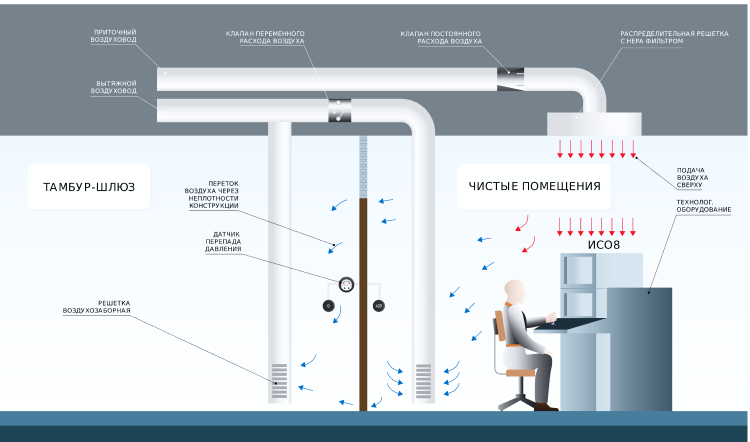 ПРИТОЧНЫЙ
ВОЗДУХОВОД
КЛАПАН ПЕРЕМЕННОГО
РАСХОДА ВОЗДУХА
КЛАПАН ПОСТОЯННОГО
РАСХОДА ВОЗДУХА
РАСПРЕДЕЛИТЕЛЬНАЯ РЕШЕТКА
С HEPA ФИЛЬТРОМ
ВЫТЯЖНОЙ
ВОЗДУХОВОД
ТАМБУР-ШЛЮЗ
ЧИСТЫЕ ПОМЕЩЕНИЯ
ПЕРЕТОК
ВОЗДУХА ЧЕРЕЗ
НЕПЛОТНОСТИ
КОНСТРУКЦИИ
ПОДАЧА
ВОЗДУХА
СВЕРХУ
ТЕХНОЛОГ.
ОБОРУДОВАНИЕ
ДАТЧИК
ПЕРЕПАДА
ДАВЛЕНИЯ
ИСО8
РЕШЕТКА
ВОЗДУХОЗАБОРНАЯ
0
+20